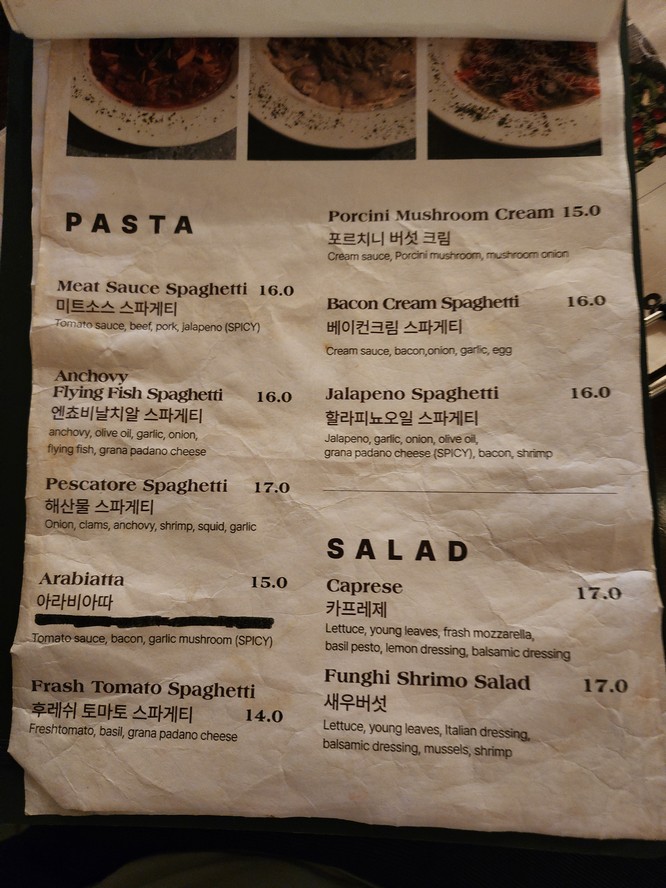 PASTA
Meat Sauce Spaghetti 16.0
미트소스 스파게티
Tomato sauce, beef, pork, jalapeno (SPICY)
Anchovy
Flying Fish Spaghetti 16.0
엔쵸비날치알 스파게티
anchovy, olive oil, garlic, onion,
flying fish, grana padano cheese
Pescatore Spaghetti 17.0
해산물 스파게티
Onion, clams, anchovy, shrimp, squid, garlic
Arabiatta 15.0
아라비아따
Tomato sauce, bacon, garlic mushroom (SPICY)
Frash Tomato Spaghetti
후레쉬 토마토 스파게티 14.0
Freshtomato, basil, grana padano cheese
Porcini Mushroom Cream 15.0
포르치니 버섯 크림
Cream sauce, Porcini mushroom, mushroom onion
Bacon Cream Spaghetti 16.0
베이컨크림 스파게티
Cream sauce, bacon,onion, garlic, egg
Jalapeno Spaghetti 16.0
할라피뇨오일 스파게티
Jalapeno, garlic, onion, olive oil,
grana padano cheese (SPICY), bacon, shrimp
SALAD
Caprese 17.0
카프레제
Lettuce, young leaves, frash mozzarella,
basil pesto, lemon dressing, balsamic dressing
Funghi Shrimo Salad 17.0
새우버섯
Lettuce, young leaves, Italian dressing,
balsamic dressing, mussels, shrimp